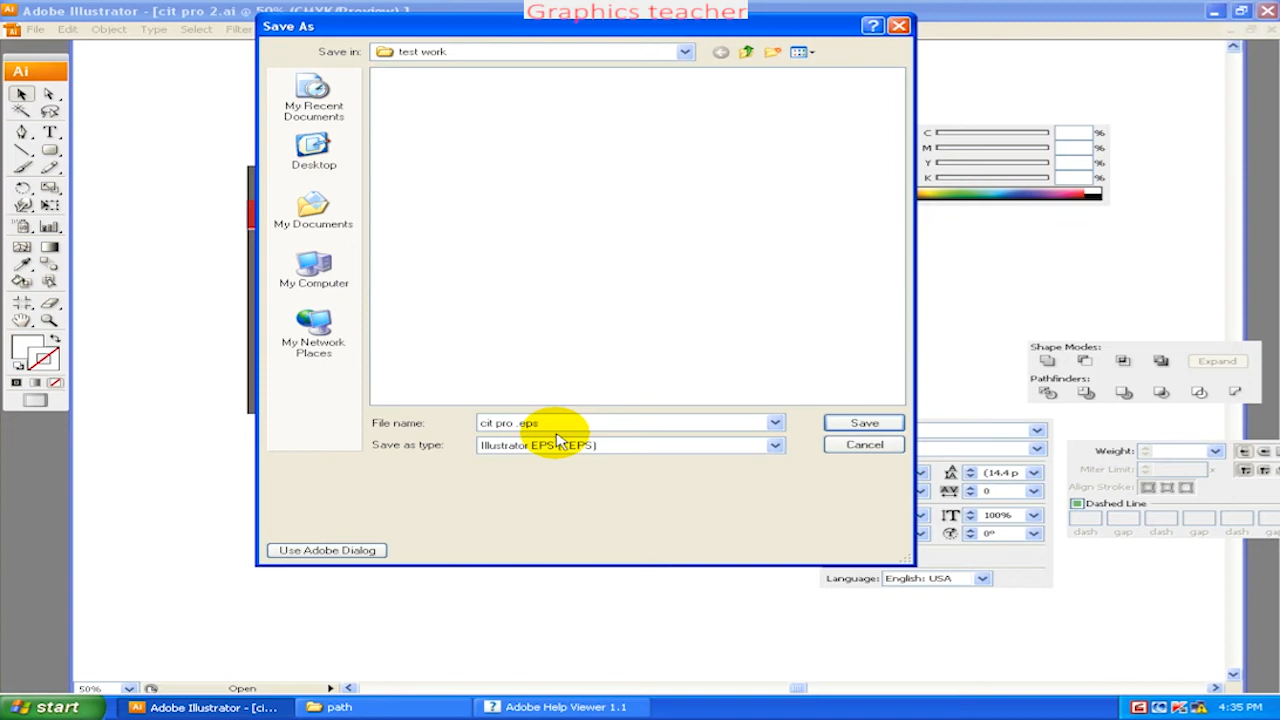 Adobe Illustrator - [cit pro 2.ai @ 50% (CMYK/Preview) *]
Graphics teacher
File Edit Object Type Select Filter
Save As
Save in: test work
Ai
My Recent
Documents
Desktop
My Documents
My Computer
My Network
Places
C %
M %
Y %
K %
Shape Modes:
Expand
Pathfinders:
File name: cit pro .eps Save
Save as type: Illustrator EPS (*.EPS) Cancel
Use Adobe Dialog
Weight:
Miter Limit: x
Align Stroke:
Dashed Line
dash gap dash gap dash gap
(14.4 p
0
100%
0°
Language: English: USA
50% Open
start Adobe Illustrator - [ci... path Adobe Help Viewer 1.1 4:35 PM